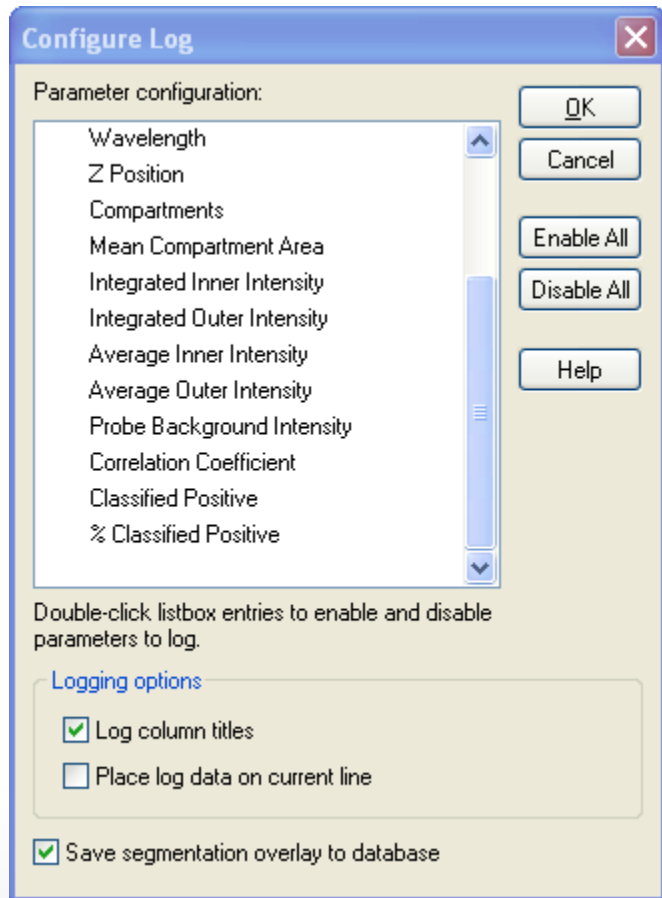 Configure Log
Parameter configuration:
OK
Cancel
Enable All
Disable All
Help
Wavelength
Z Position
Compartments
Mean Compartment Area
Integrated Inner Intensity
Integrated Outer Intensity
Average Inner Intensity
Average Outer Intensity
Probe Background Intensity
Correlation Coefficient
Classified Positive
% Classified Positive
Double-click listbox entries to enable and disable
parameters to log.
Logging options
Log column titles
Place log data on current line
Save segmentation overlay to database